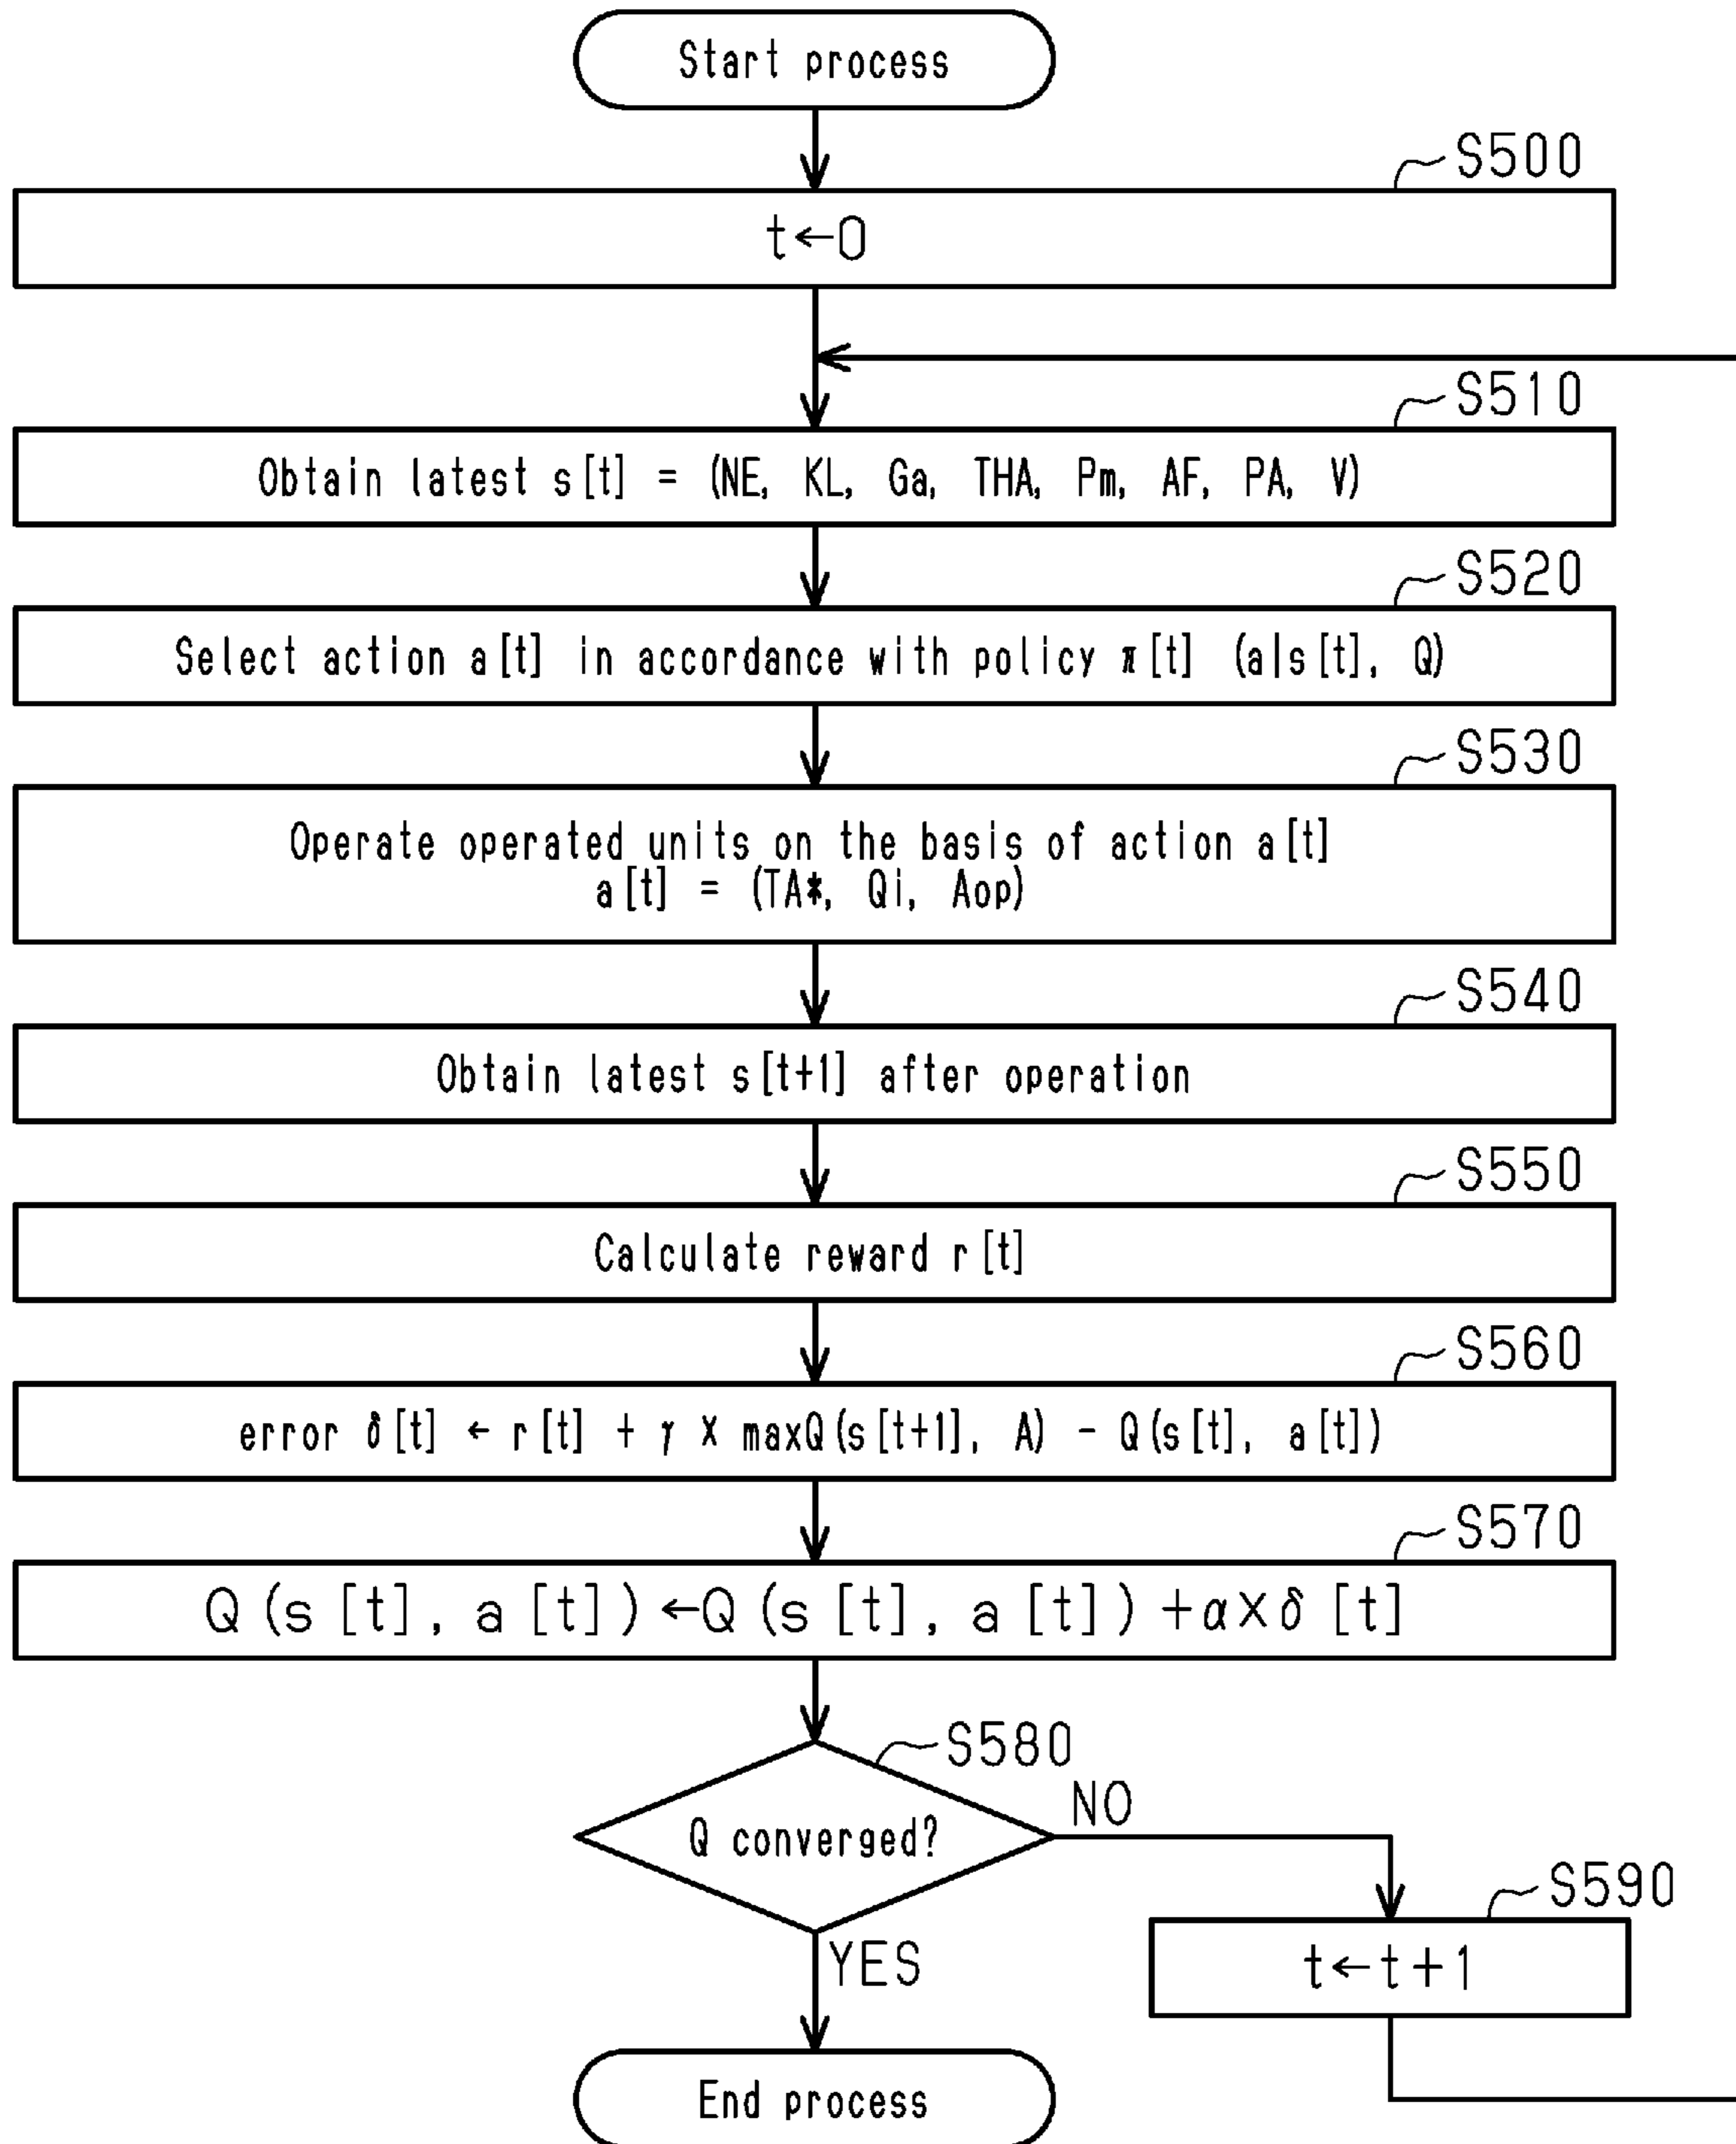 Start process
S500
t←0
S510
Obtain latest s[t] = (NE, KL, Ga, THA, Pm, AF, PA, V)
S520
Select action a[t] in accordance with policy π[t] (a|s[t], Q)
S530
Operate operated units on the basis of action a[t]
a[t] = (TA*, Qi, Aop)
S540
Obtain latest s[t+1] after operation
S550
Calculate reward r[t]
S560
error δ[t] ← r[t] + γ × maxQ(s[t+1], A) - Q(s[t], a[t])
S570
Q(s[t], a[t])←Q(s[t], a[t])+α×δ[t]
S580
Q converged?
NO
S590
t←t+1
YES
End process